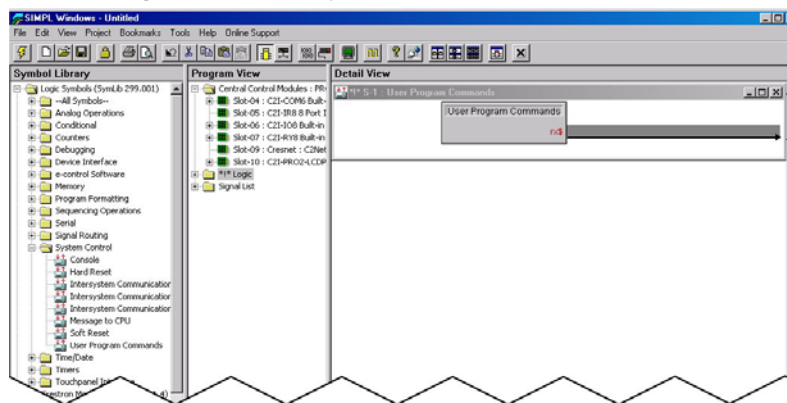 SIMPL Windows - Untitled
File Edit View Project Bookmarks Tools Help Online Support
Symbol Library
Logic Symbols (SymLib 299.001)
--All Symbols--
Analog Operations
Conditional
Counters
Debugging
Device Interface
e-control Software
Memory
Program Formatting
Sequencing Operations
Serial
Signal Routing
System Control
Console
Hard Reset
Intersystem Communication
Intersystem Communication
Intersystem Communication
Message to CPU
Soft Reset
User Program Commands
Time/Date
Timers
Touchpanel
Program View
Central Control Modules : PR
Slot-04 : C2I-COM6 Built-
Slot-05 : C2I-IR8 8 Port I
Slot-06 : C2I-IO8 Built-in
Slot-07 : C2I-RY8 Built-in
Slot-09 : Cresnet : C2Net
Slot-10 : C2I-PRO2-LCDP
*!* Logic
Signal List
Detail View
*!* S-1 : User Program Commands
User Program Commands
rx$